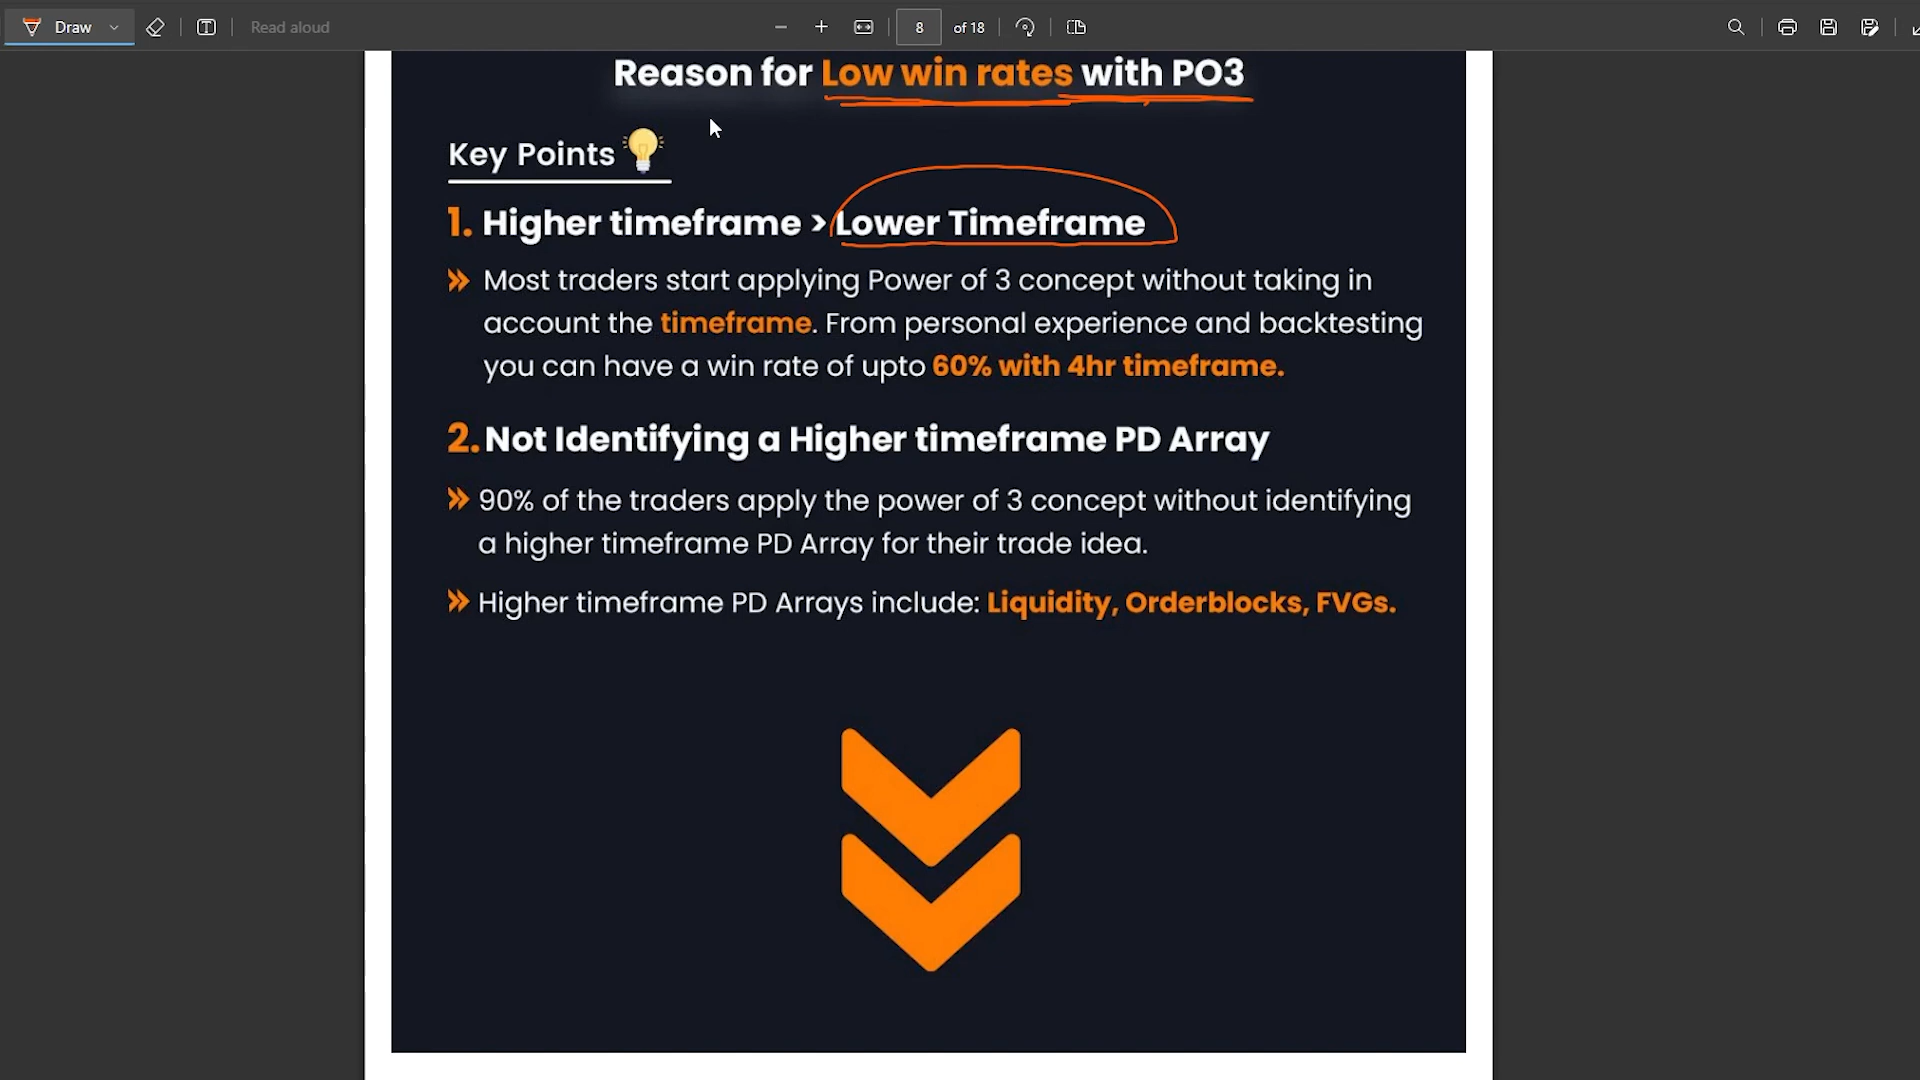 Draw
Read aloud
8 of 18
Reason for Low win rates with PO3
Key Points
1. Higher timeframe > Lower Timeframe
Most traders start applying Power of 3 concept without taking in
account the timeframe. From personal experience and backtesting
you can have a win rate of upto 60% with 4hr timeframe.
2. Not Identifying a Higher timeframe PD Array
90% of the traders apply the power of 3 concept without identifying
a higher timeframe PD Array for their trade idea.
Higher timeframe PD Arrays include: Liquidity, Orderblocks, FVGs.